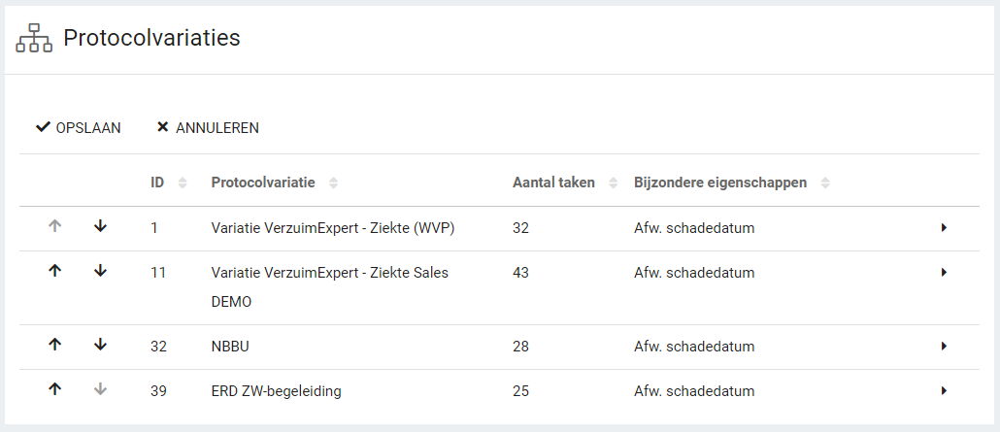 Protocolvariaties
OPSLAAN ANNULEREN
ID Protocolvariatie Aantal taken Bijzondere eigenschappen
1 Variatie VerzuimExpert - Ziekte (WVP) 32 Afw. schadedatum
11 Variatie VerzuimExpert - Ziekte Sales 43 Afw. schadedatum
DEMO
32 NBBU 28 Afw. schadedatum
39 ERD ZW-begeleiding 25 Afw. schadedatum